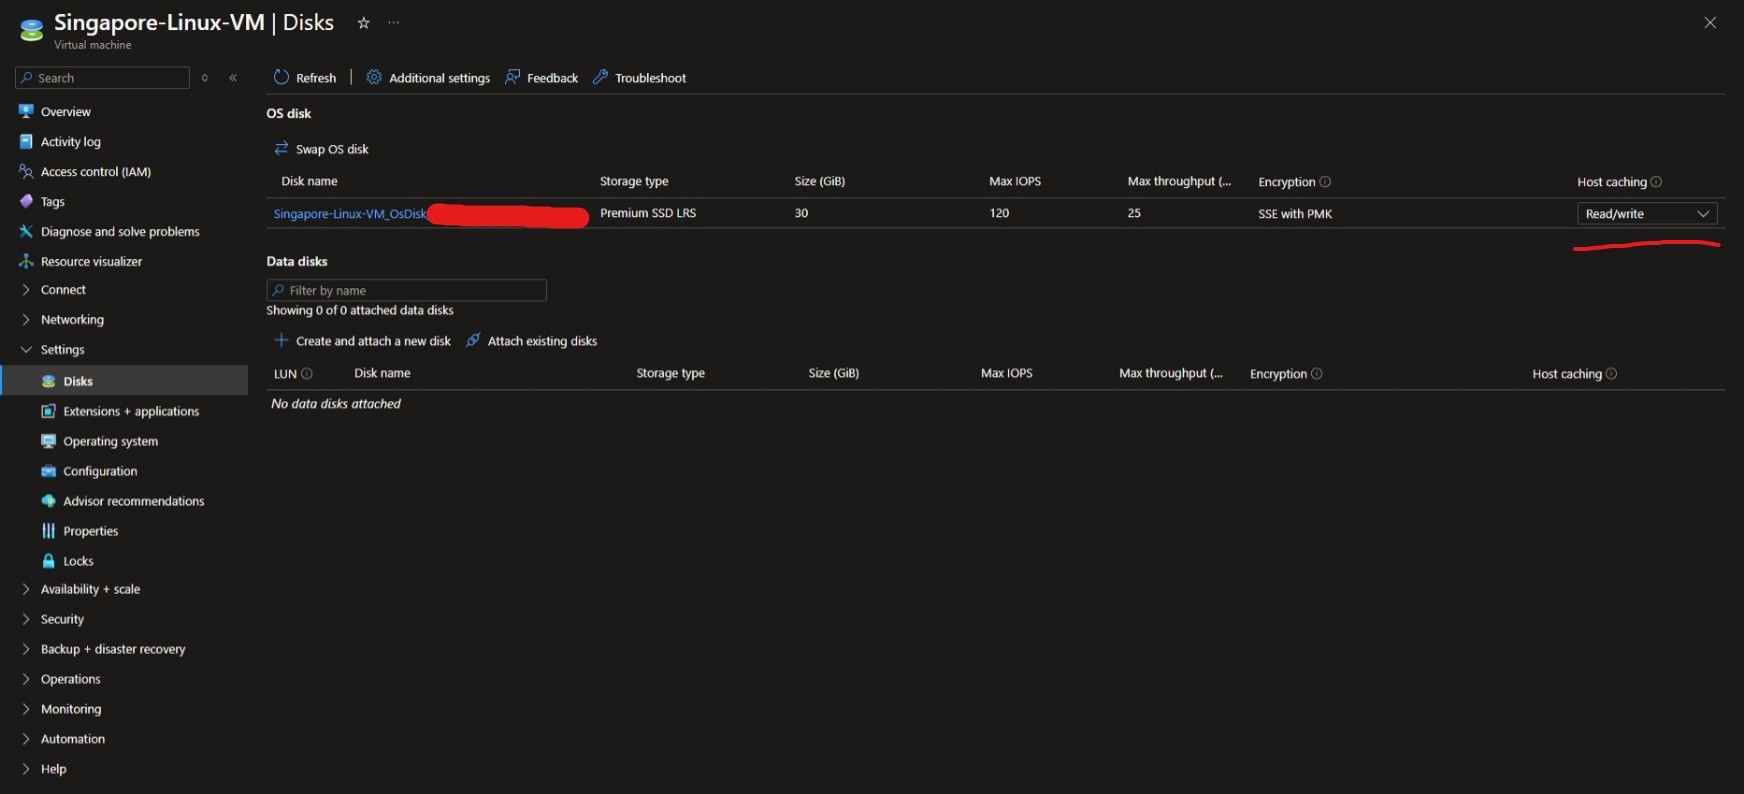 Singapore-Linux-VM | Disks
Virtual machine
Search
Refresh | Additional settings Feedback Troubleshoot
Overview
Activity log
Access control (IAM)
Tags
Diagnose and solve problems
Resource visualizer
Connect
Networking
Settings
Disks
Extensions + applications
Operating system
Configuration
Advisor recommendations
Properties
Locks
Availability + scale
Security
Backup + disaster recovery
Operations
Monitoring
Automation
Help
OS disk
Swap OS disk
Disk name Storage type Size (GiB) Max IOPS Max throughput (... Encryption Host caching
Singapore-Linux-VM_OsDisk Premium SSD LRS 30 120 25 SSE with PMK Read/write
Data disks
Filter by name
Showing 0 of 0 attached data disks
Create and attach a new disk Attach existing disks
LUN Disk name Storage type Size (GiB) Max IOPS Max throughput (... Encryption Host caching
No data disks attached